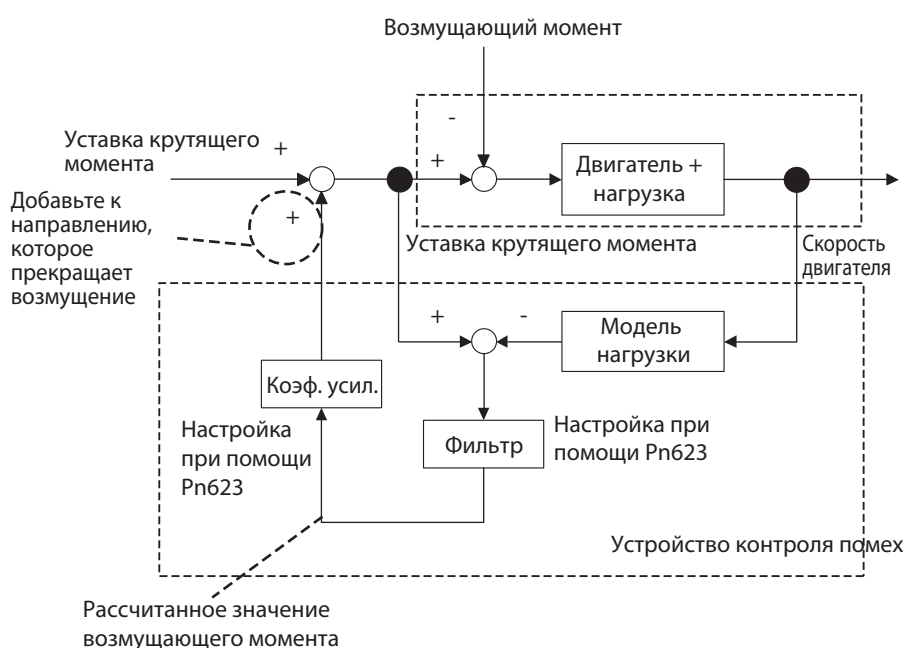 Возмущающий момент
-
Уставка крутящего
момента
+
+
Двигатель +
нагрузка
Добавьте к
направлению,
которое
прекращает
возмущение
+
Уставка крутящего момента
Скорость
двигателя
+
-
Модель
нагрузки
Коэф. усил.
Настройка
при помощи
Pn623
Фильтр
Настройка при
помощи Pn623
Устройство контроля помех
Рассчитанное значение
возмущающего момента